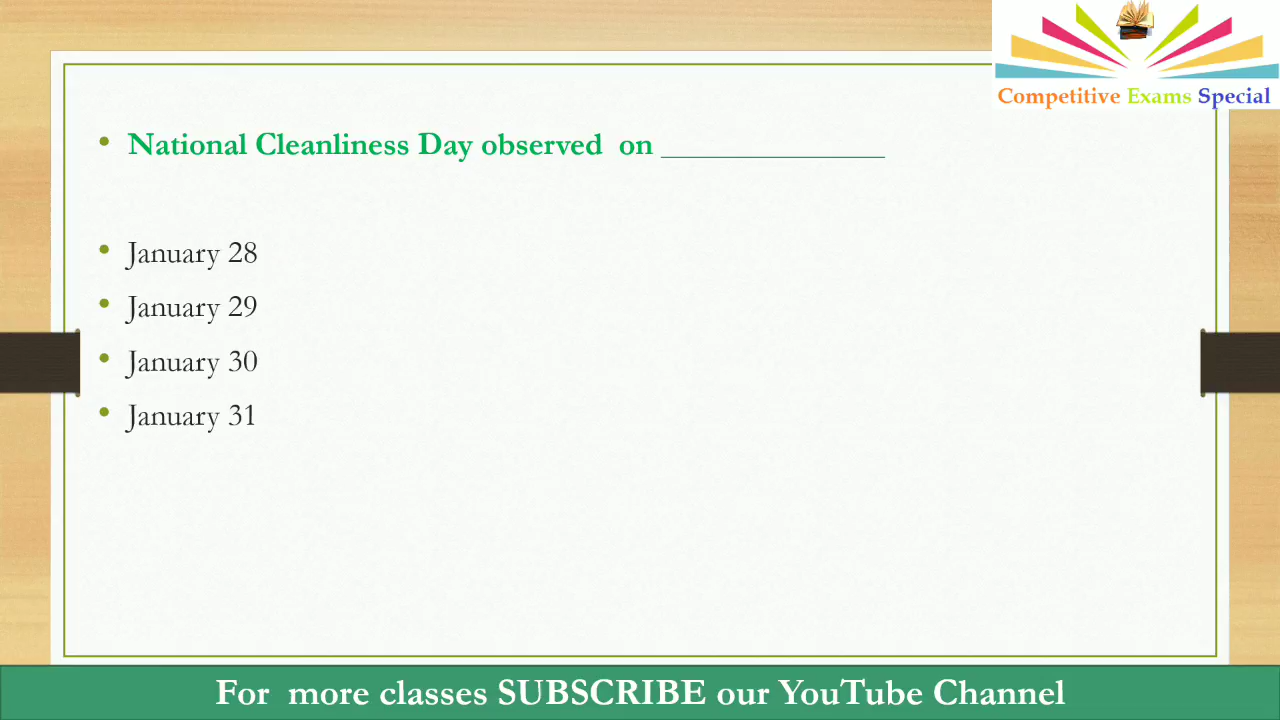 Competitive Exams Special
National Cleanliness Day observed  on ______________
January 28
January 29
January 30
January 31
For  more classes SUBSCRIBE our YouTube Channel